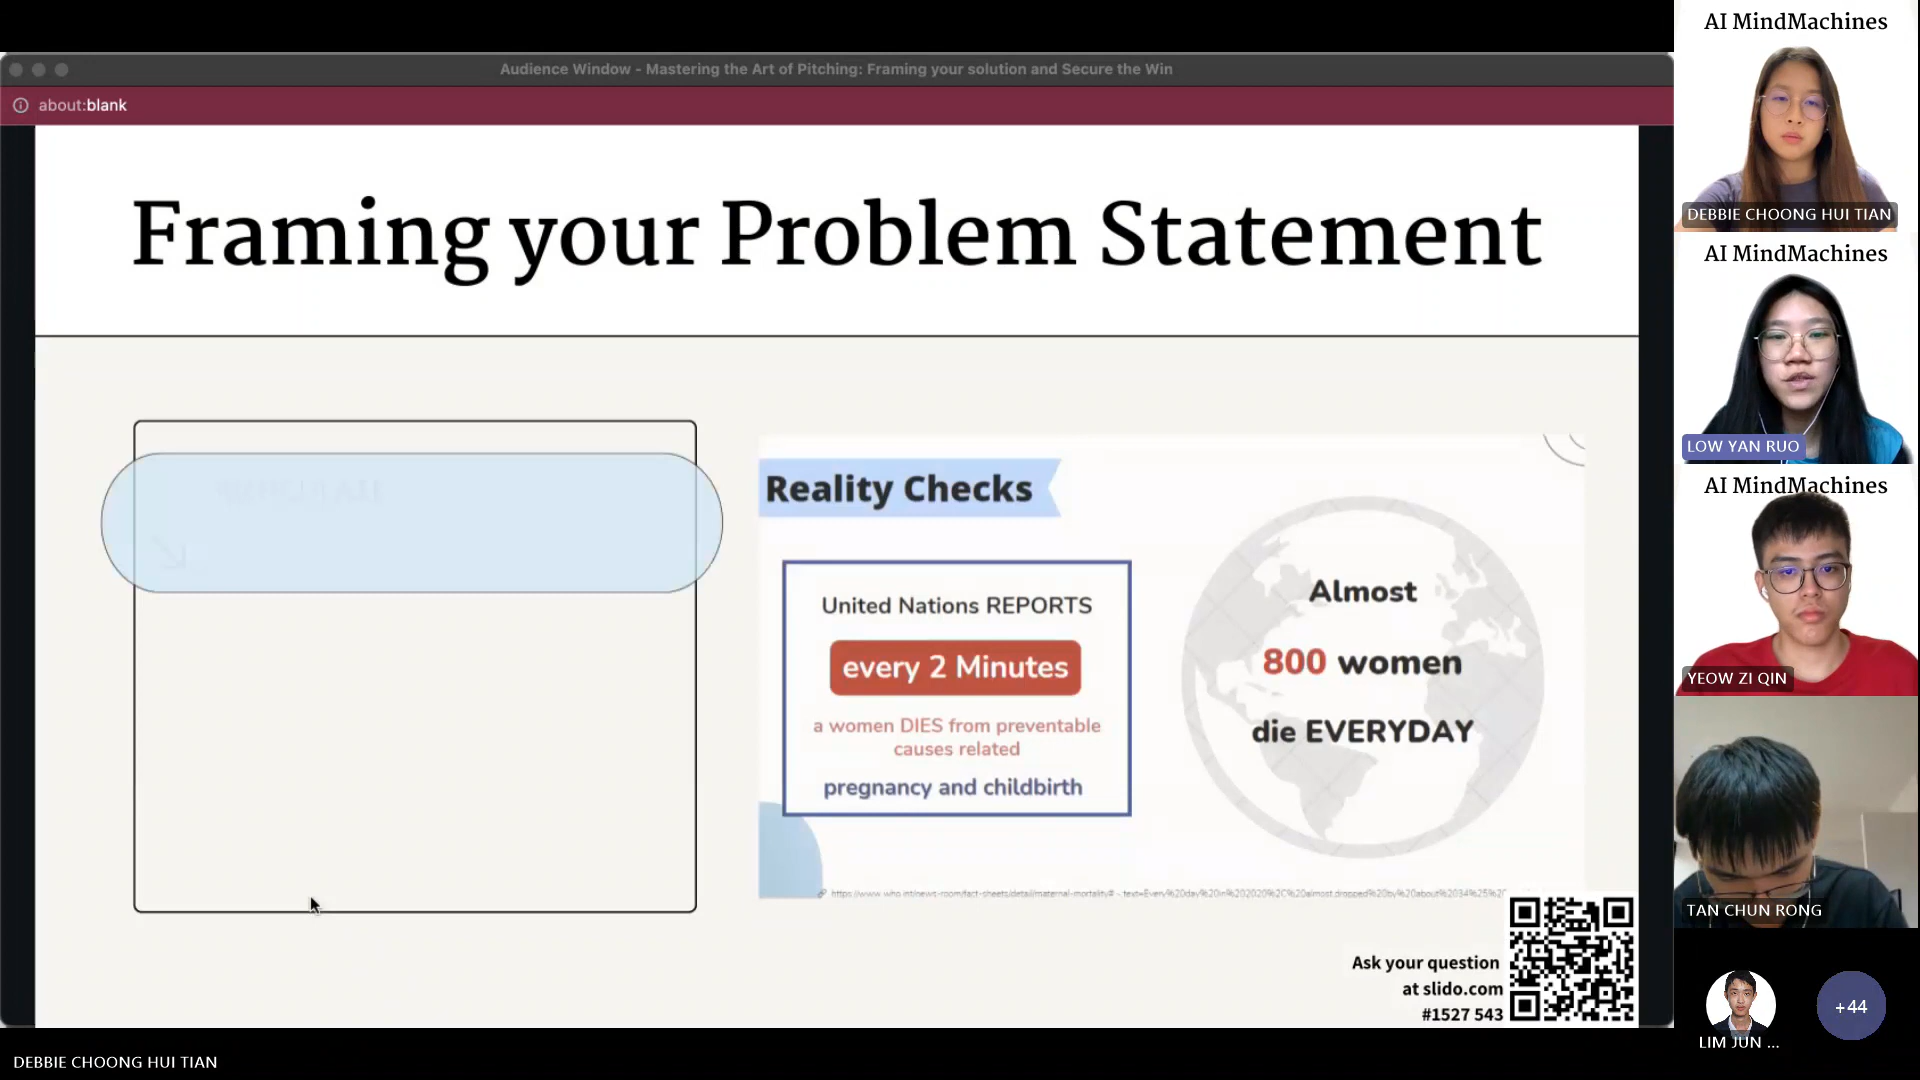 Audience Window - Mastering the Art of Pitching: Framing your solution and Secure the Win
about:blank
Framing your Problem Statement
Reality Checks
United Nations REPORTS
every 2 Minutes
a women DIES from preventable
causes related
pregnancy and childbirth
Almost
800 women
die EVERYDAY
Ask your question
at slido.com
#1527 543
DEBBIE CHOONG HUI TIAN
AI MindMachines
DEBBIE CHOONG HUI TIAN
AI MindMachines
LOW YAN RUO
AI MindMachines
YEOW ZI QIN
TAN CHUN RONG
LIM JUN ...
+44